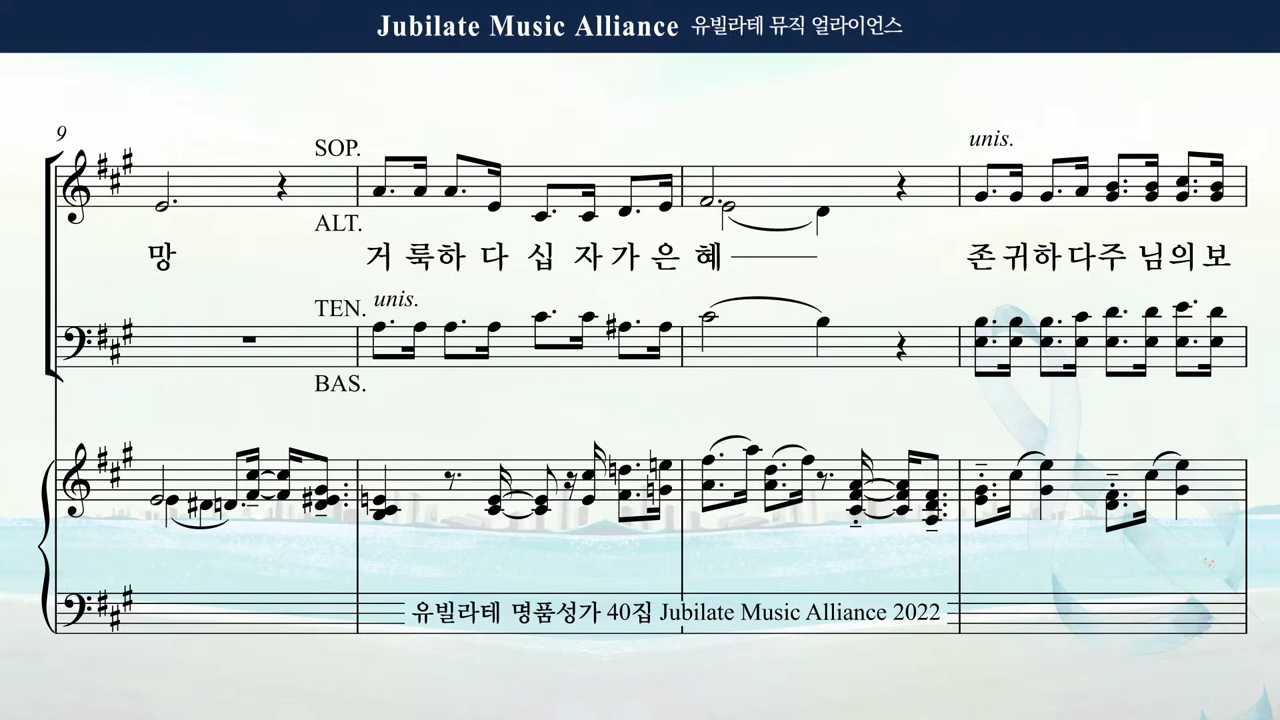 Jubilate Music Alliance 유빌라테 뮤직 얼라이언스
9
SOP.
unis.
ALT.
망 거 룩하 다 십 자 가 은 혜 존 귀 하 다 주 님 의 보
TEN. unis.
BAS.
유빌라테 명품성가 40집 Jubilate Music Alliance 2022